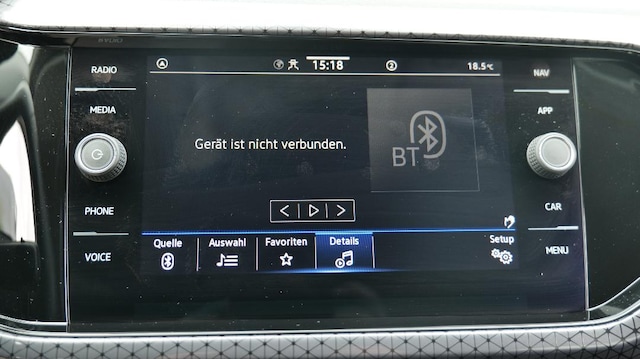 RADIO
MEDIA
PHONE
VOICE
15:18
2
18.5°C
Gerät ist nicht verbunden.
BT
Quelle
Auswahl
Favoriten
Details
Setup
NAV
APP
CAR
MENU